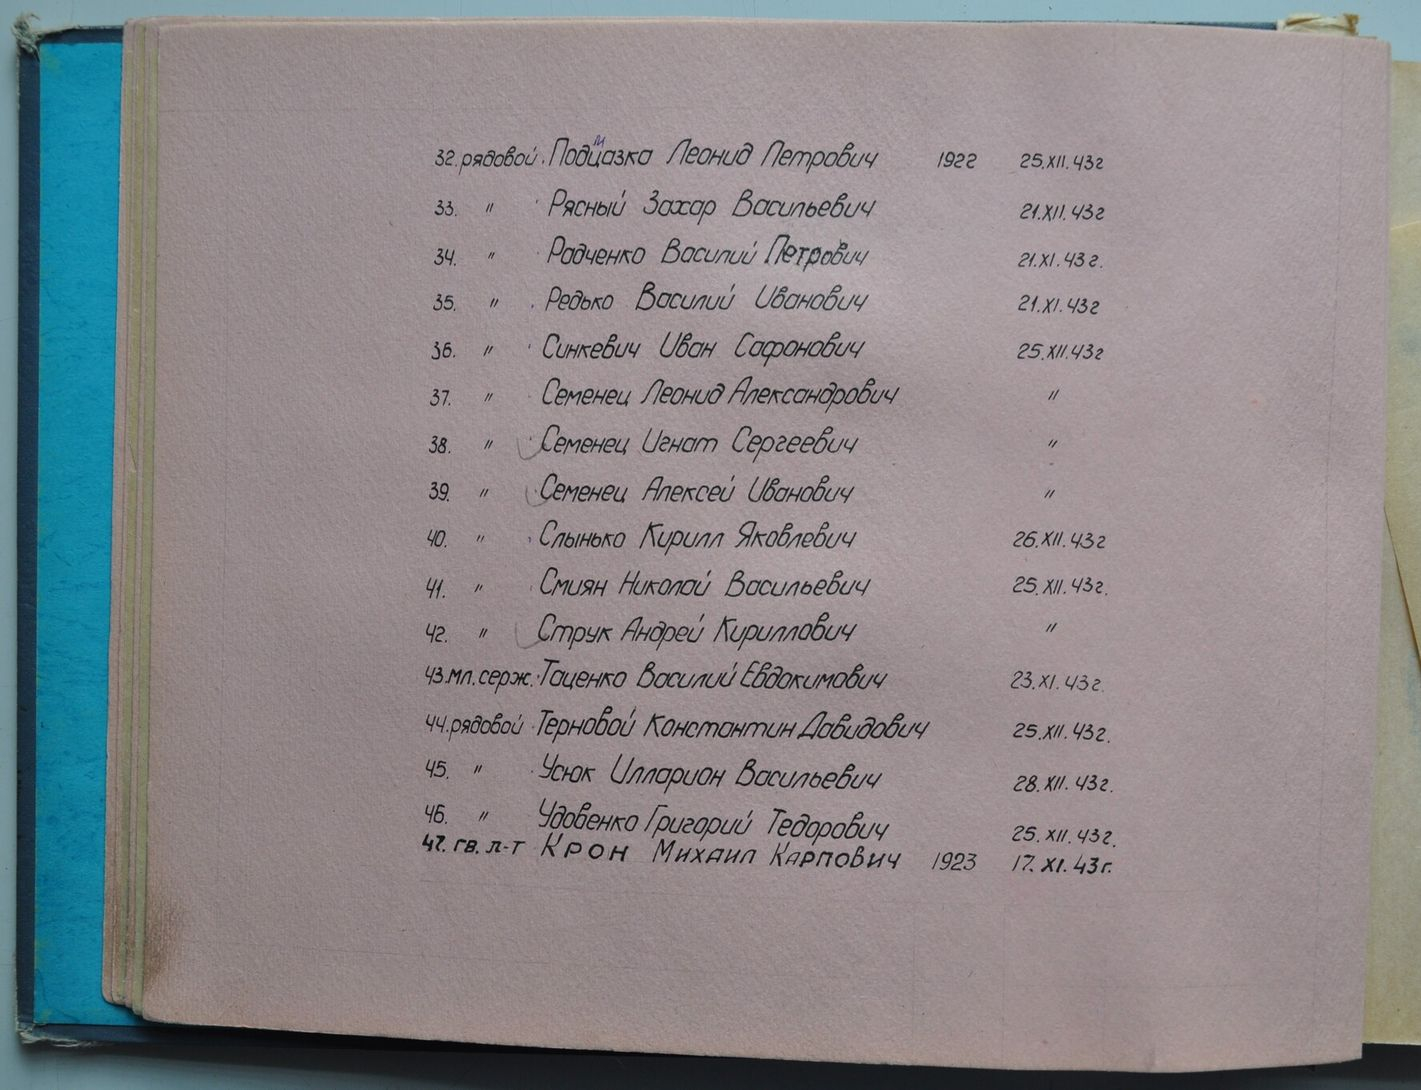 32. рядовой. Подцазка Леонид Петрович 1922 25.XII.43г
м
33. " Рясный Захар Васильевич 21.XII.43г
34. " Радченко Василий Петрович 21.XI.43г.
35. " Редько Василий Иванович 21.XI.43г
36. " Синкевич Иван Сафонович 25.XII.43г
37. " Семенец Леонид Александрович "
38. " Семенец Игнат Сергеевич "
39. " Семенец Алексей Иванович "
40. " Слынько Кирилл Яковлевич 26.XII.43г
41. " Смиян Николай Васильевич 25.XII.43г.
42. " Струк Андрей Кириллович "
43. мл. серж. Таценко Василий Евдокимович 23.XI.43г.
44. рядовой Терновой Константин Давидович 25.XII.43г.
45. " Усюк Илларион Васильевич 28.XII.43г.
46. " Удовенко Григорий Тедорович 25.XII.43г.
47. гв. л-т Крон Михаил Карпович 1923 17.XI.43г.